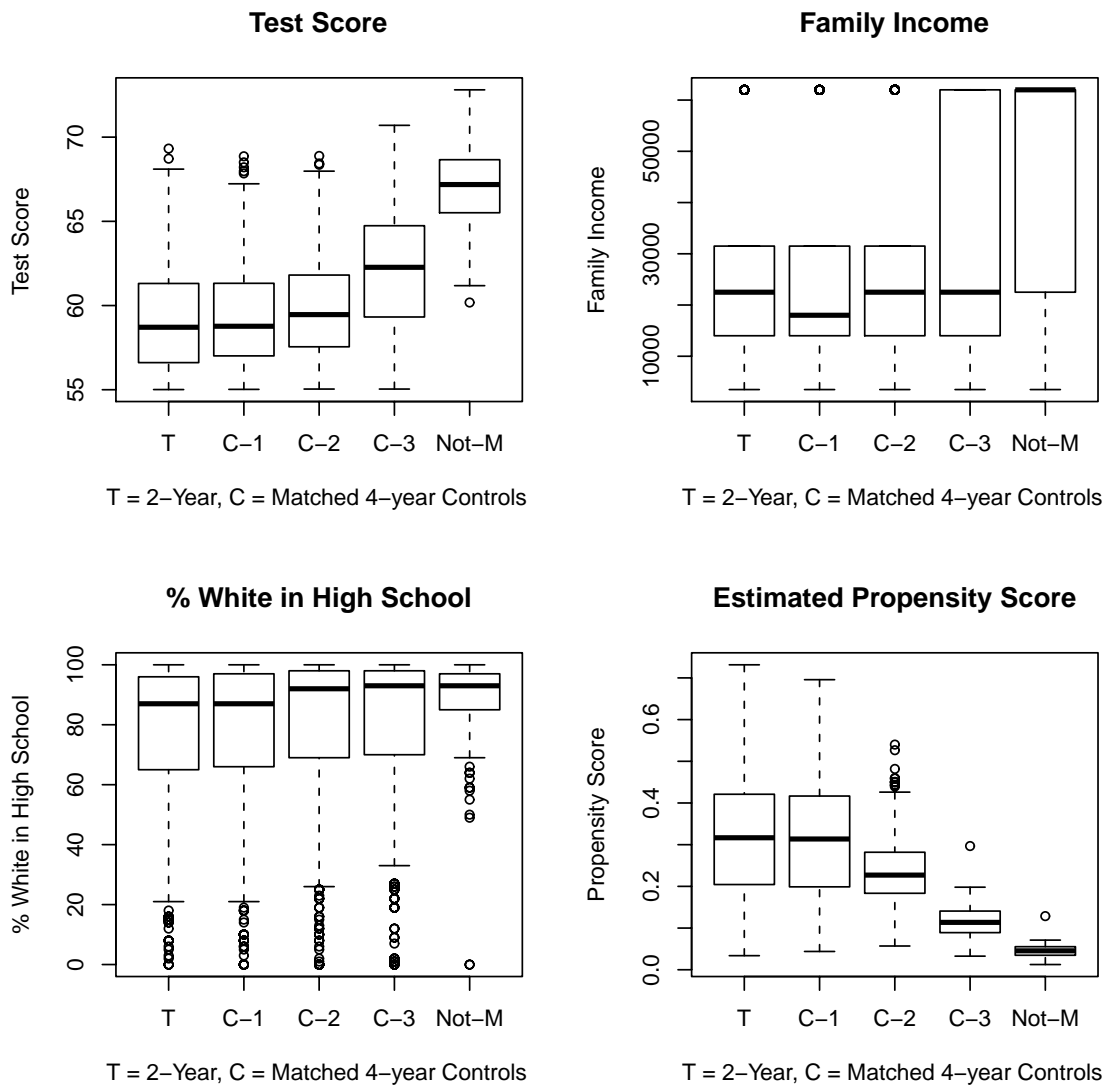 Test Score
Test Score
70
65
60
55
T C−1 C−2 C−3 Not−M
T = 2−Year, C = Matched 4−year Controls
Family Income
Family Income
50000
30000
10000
T C−1 C−2 C−3 Not−M
T = 2−Year, C = Matched 4−year Controls
% White in High School
% White in High School
100
80
60
40
20
0
T C−1 C−2 C−3 Not−M
T = 2−Year, C = Matched 4−year Controls
Estimated Propensity Score
Propensity Score
0.6
0.4
0.2
0.0
T C−1 C−2 C−3 Not−M
T = 2−Year, C = Matched 4−year Controls